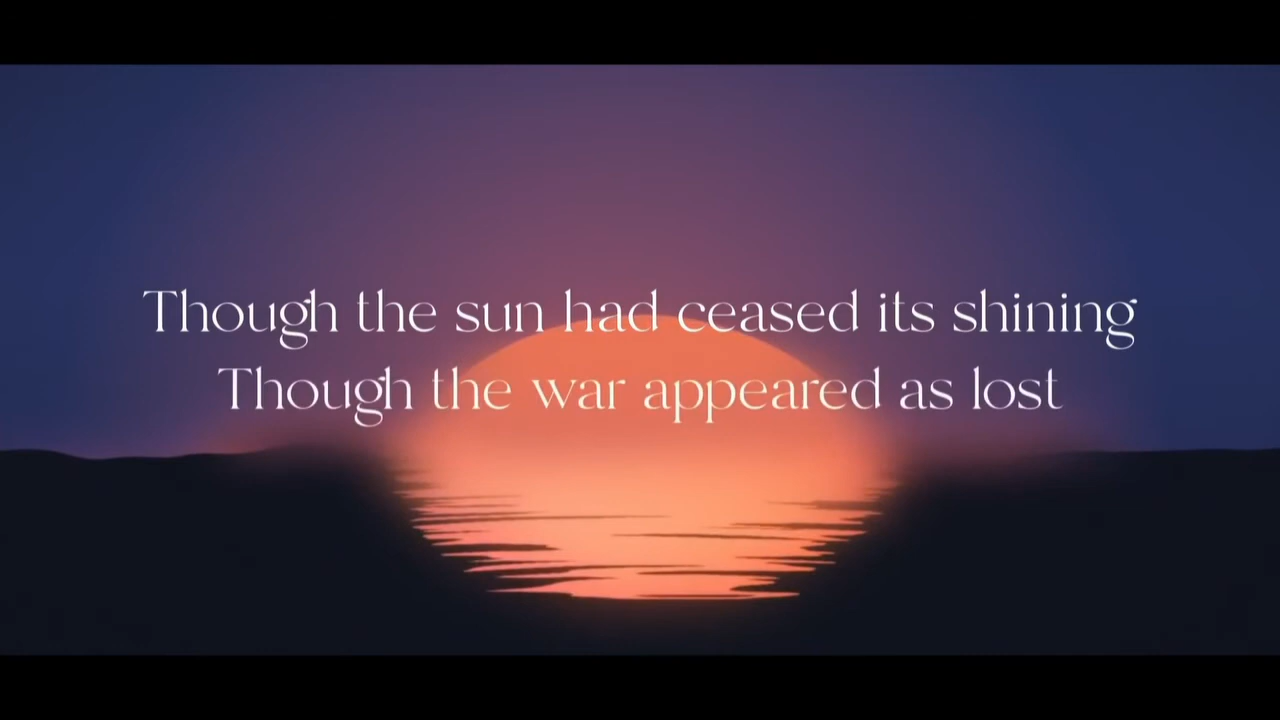 Though the sun had ceased its shining
Though the war appeared as lost